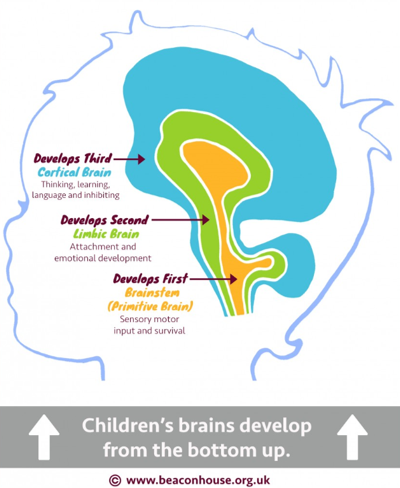 Develops Third
Cortical Brain
Thinking, learning,
language and inhibiting
Develops Second
Limbic Brain
Attachment and
emotional development
Develops First
Brainstem
(Primitive Brain)
Sensory motor
input and survival
Children's brains develop
from the bottom up.
© www.beaconhouse.org.uk